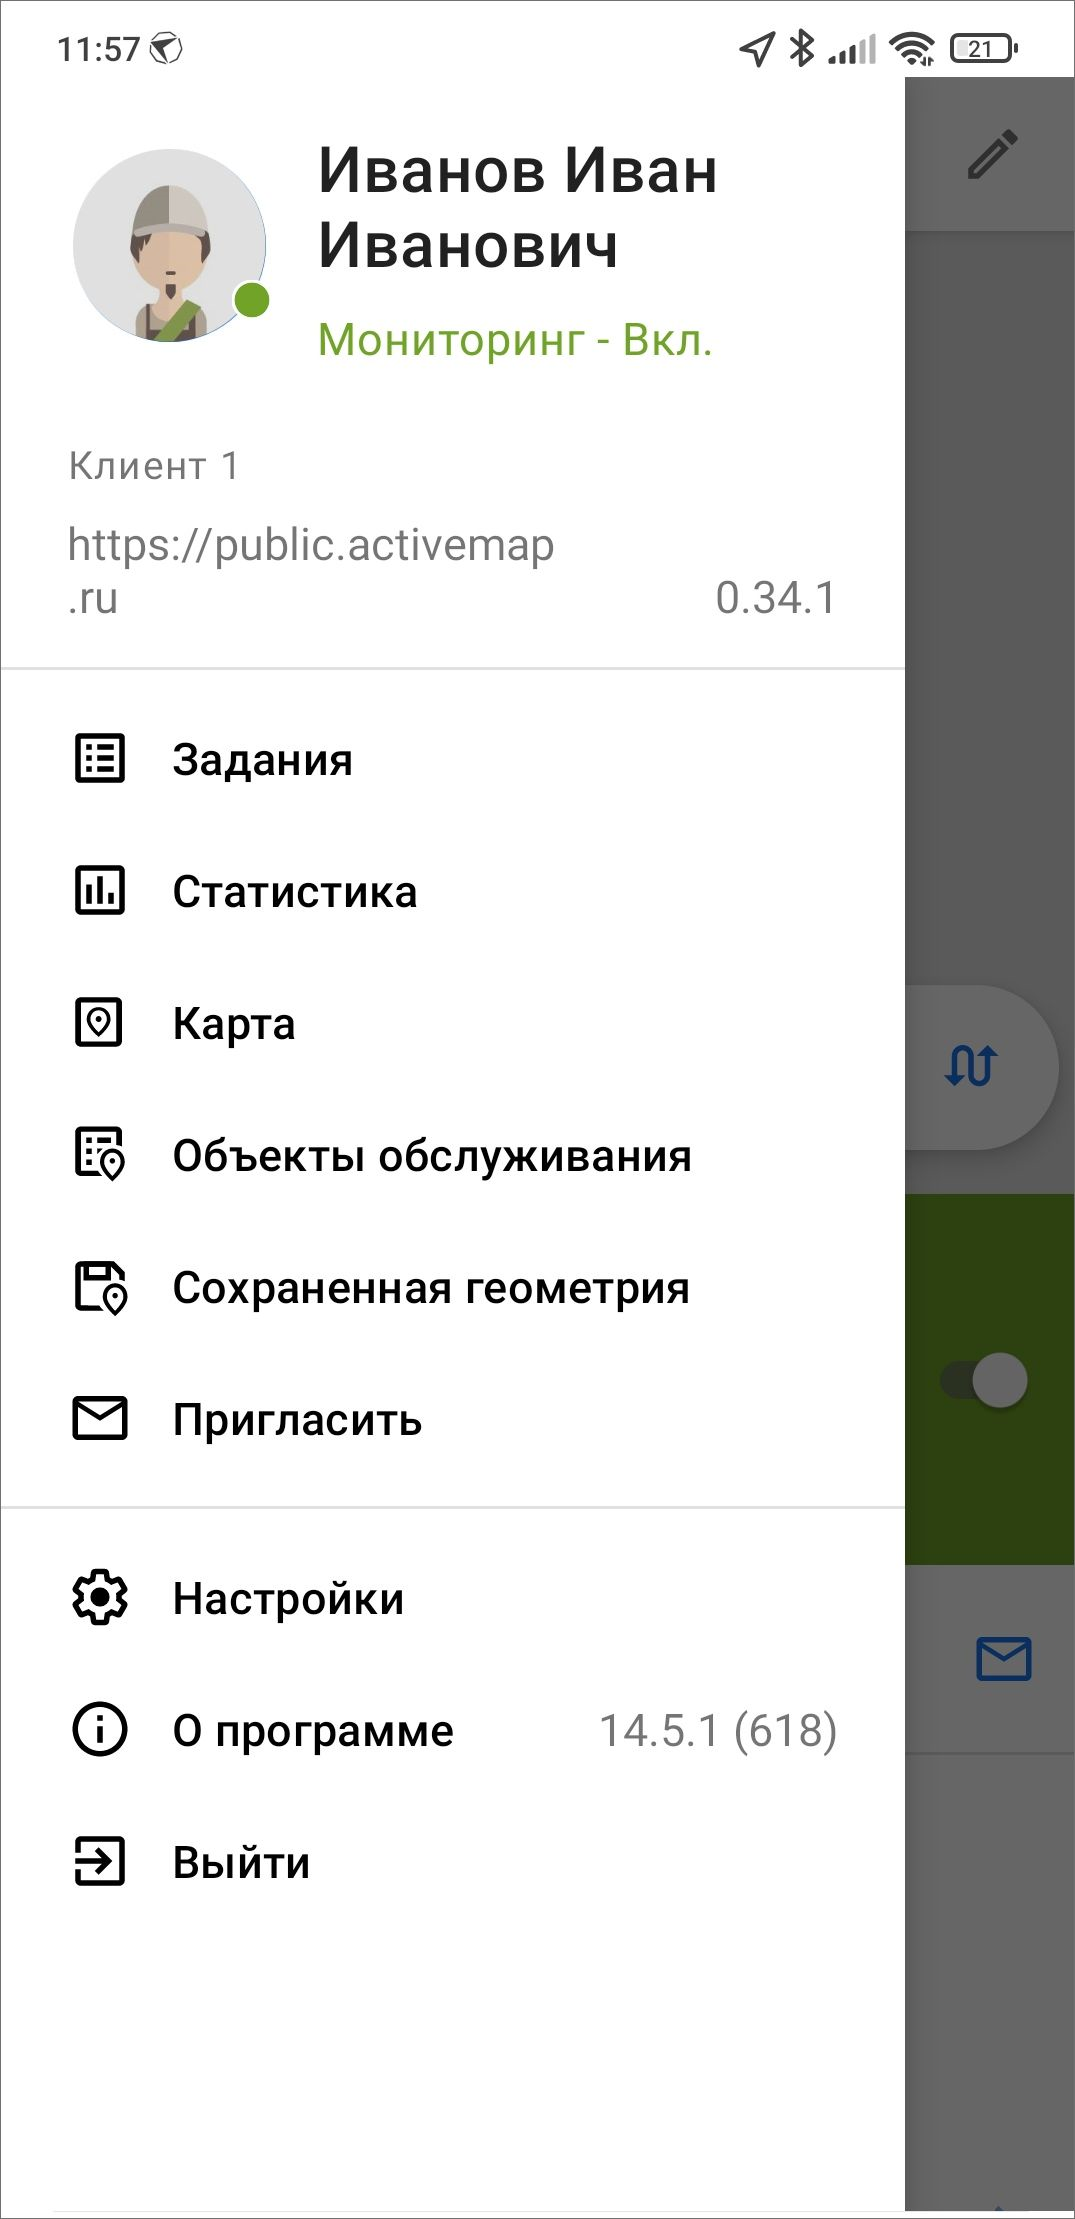 11:57
21
Иванов Иван
Иванович
Мониторинг - Вкл.
Клиент 1
https://public.activemap
.ru
0.34.1
Задания
Статистика
Карта
Объекты обслуживания
Сохраненная геометрия
Пригласить
Настройки
О программе 14.5.1 (618)
Выйти